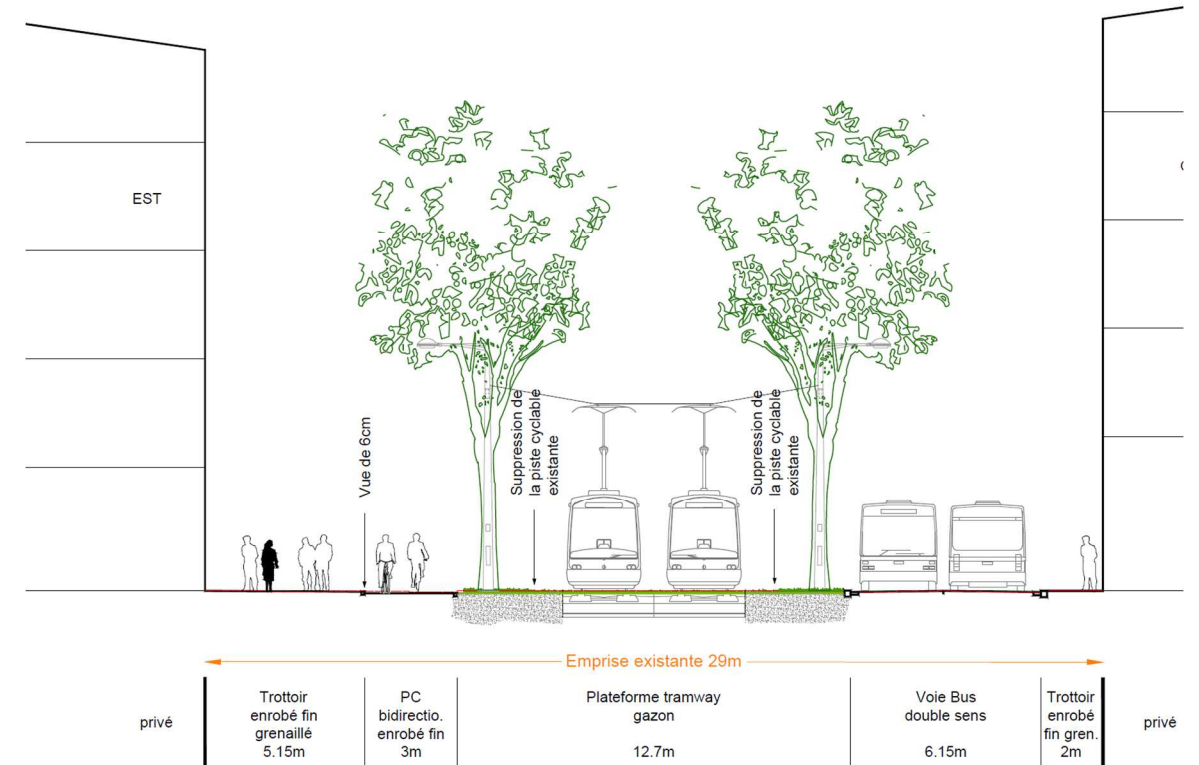 EST
Vue de 6cm
Suppression de
la piste cyclable
existante
Suppression de
la piste cyclable
existante
Emprise existante 29m
privé
Trottoir
enrobé fin
grenaillé
5.15m
PC
bidirectio.
enrobé fin
3m
Plateforme tramway
gazon
12.7m
Voie Bus
double sens
6.15m
Trottoir
enrobé
fin gren.
2m
privé